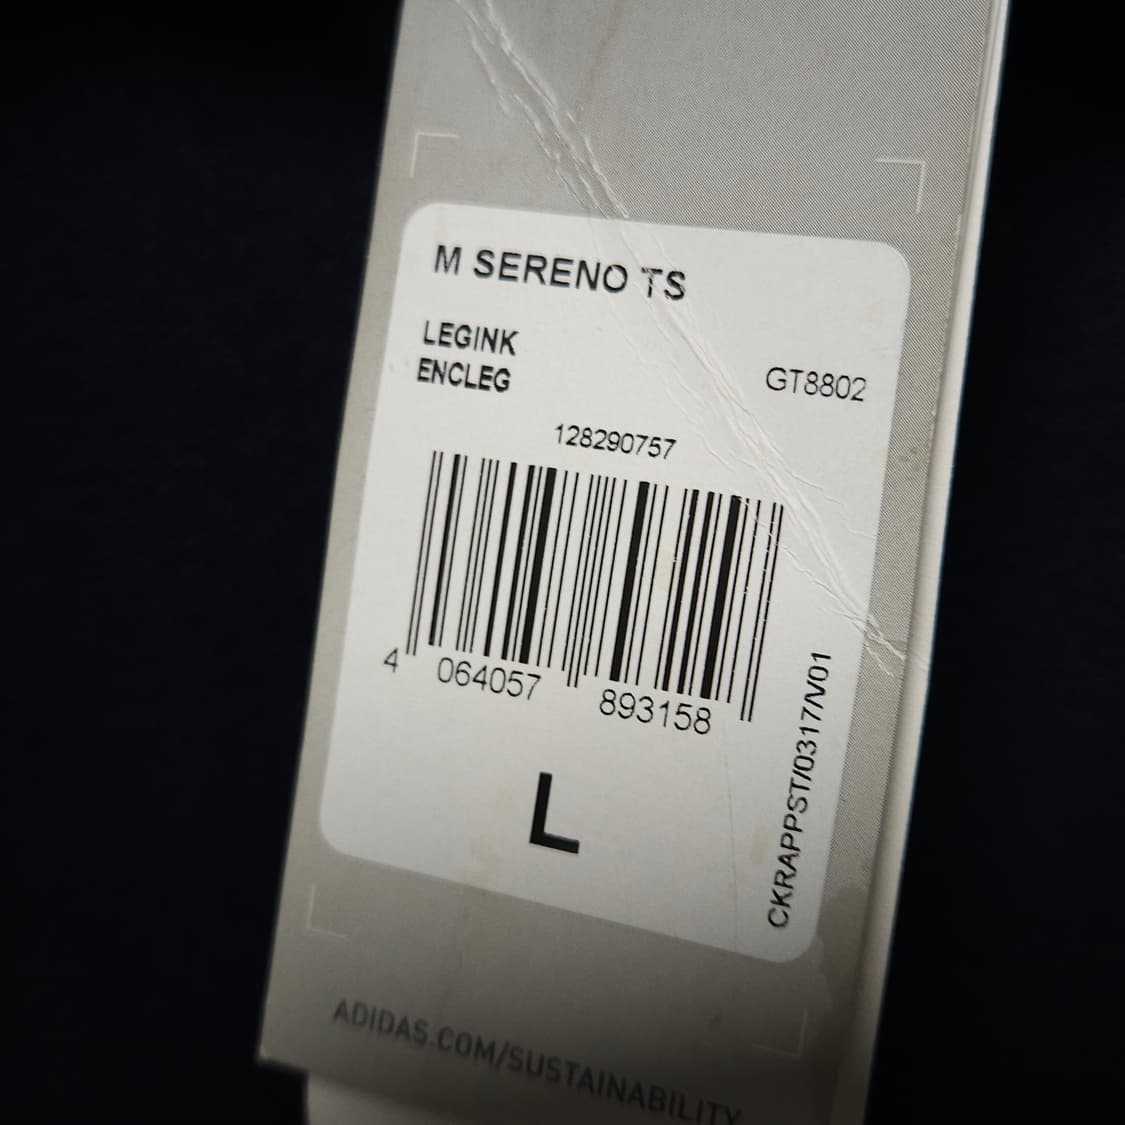 M SERENO TS
LEGINK
ENCLEG
GT8802
128290757
4 064057 893158
L
CKRAPPST/0317/V01
ADIDAS.COM/SUSTAINABILITY